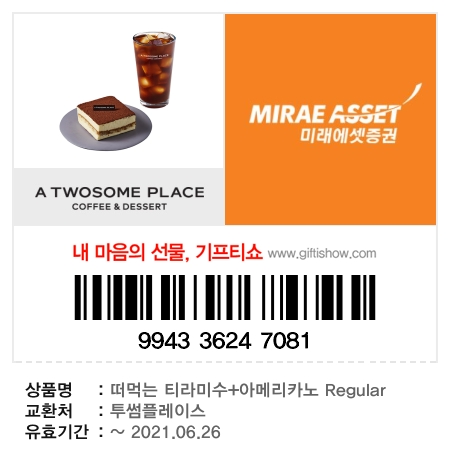 A TWOSOME PLACE
A TWOSOME PLACE
COFFEE & DESSERT
MIRAE ASSET
미래에셋증권
내 마음의 선물, 기프티쇼 www.giftishow.com
9943 3624 7081
상품명 : 떠먹는 티라미수+아메리카노 Regular
교환처 : 투썸플레이스
유효기간 : ~ 2021.06.26